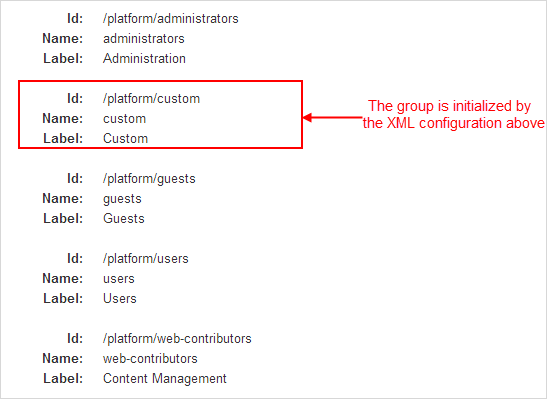 Id: /platform/administrators
Name: administrators
Label: Administration
Id: /platform/custom
Name: custom
Label: Custom
The group is initialized by
the XML configuration above
Id: /platform/guests
Name: guests
Label: Guests
Id: /platform/users
Name: users
Label: Users
Id: /platform/web-contributors
Name: web-contributors
Label: Content Management